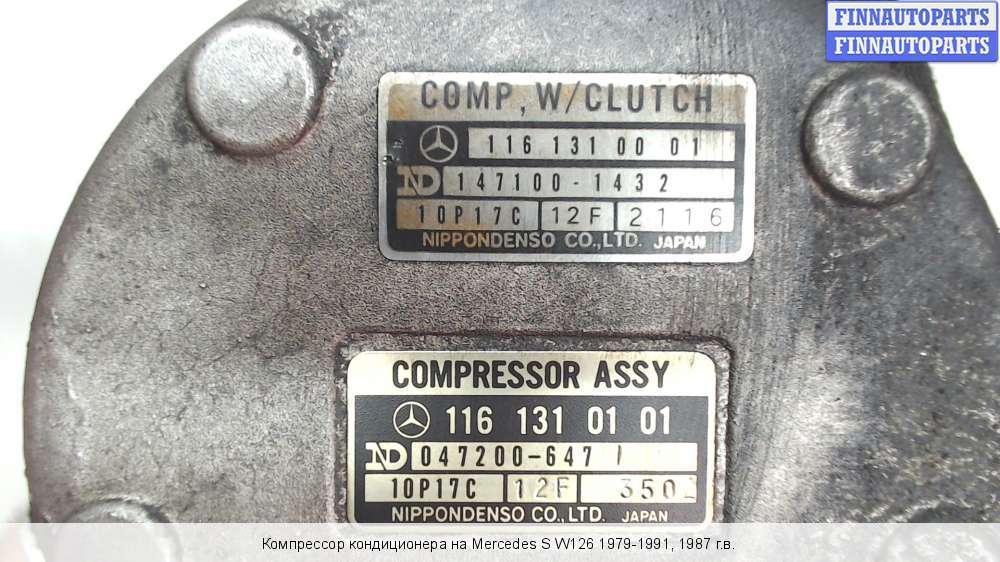 FINNAUTOPARTS
FINNAUTOPARTS
COMP, W/CLUTCH
116 131 00 01
ND 147100-1432
10P17C 12F 2116
NIPPONDENSO CO.,LTD. JAPAN
COMPRESSOR ASSY
116 131 01 01
ND 047200-647
10P17C 12F
NIPPONDENSO CO.,LTD. JAPAN
Компрессор кондиционера на Mercedes S W126 1979-1991, 1987 г.в.